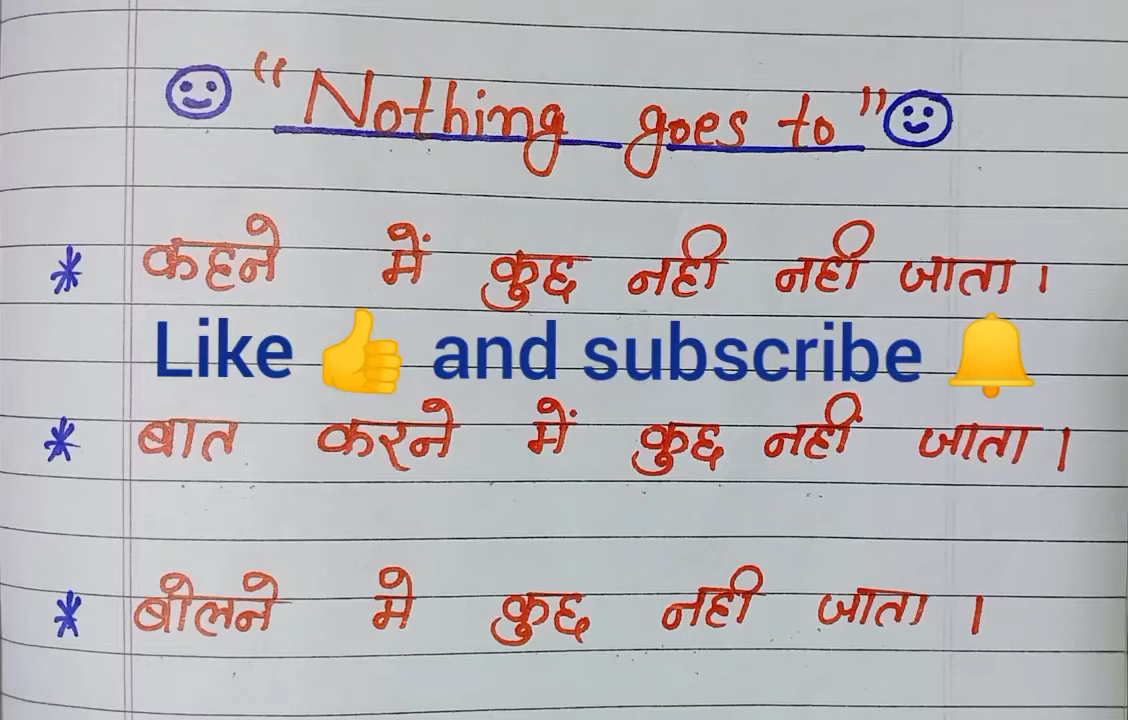 "Nothing goes to"
* कहने में कुछ नही नही जाता।
Like 👍 and subscribe 🔔
* बात करने में कुछ नहीं जाता।
* बोलने मे कुछ नही जाता।